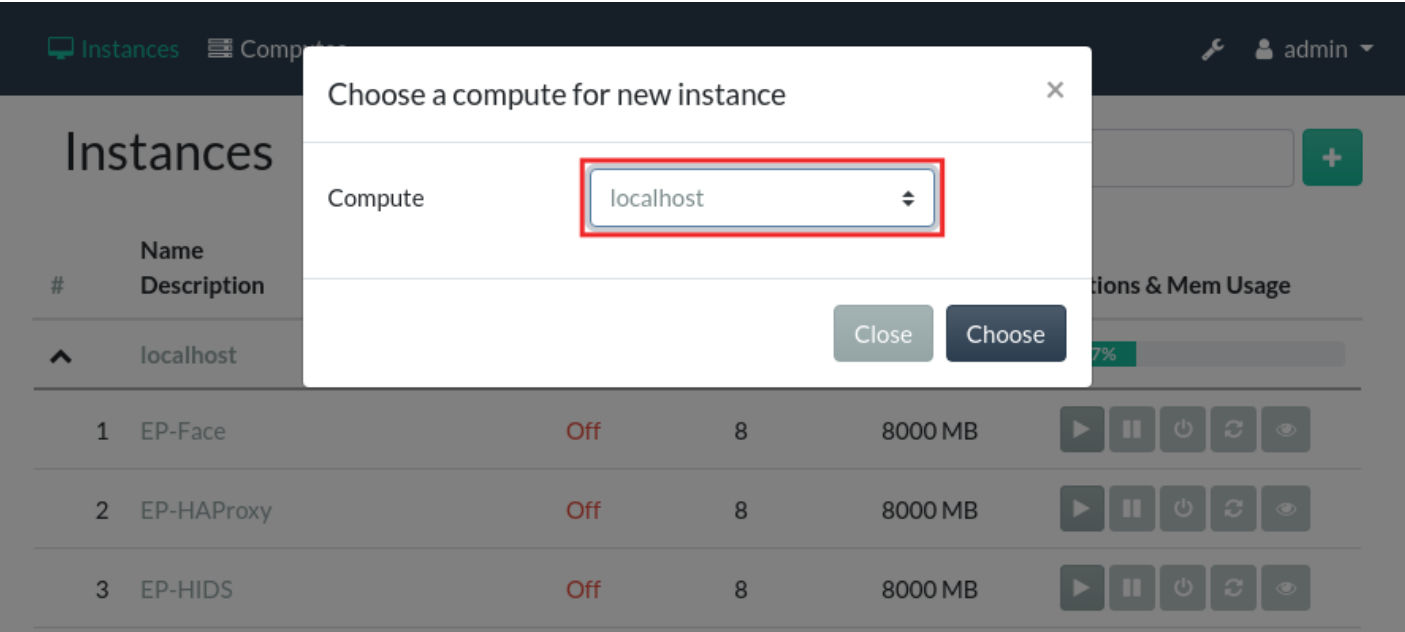 Instances
admin
Choose a compute for new instance
×
Instances
Compute
localhost
Name
# Description
Mem Usage
Close Choose
localhost
7%
1 EP-Face Off 8 8000 MB
2 EP-HAProxy Off 8 8000 MB
3 EP-HIDS Off 8 8000 MB